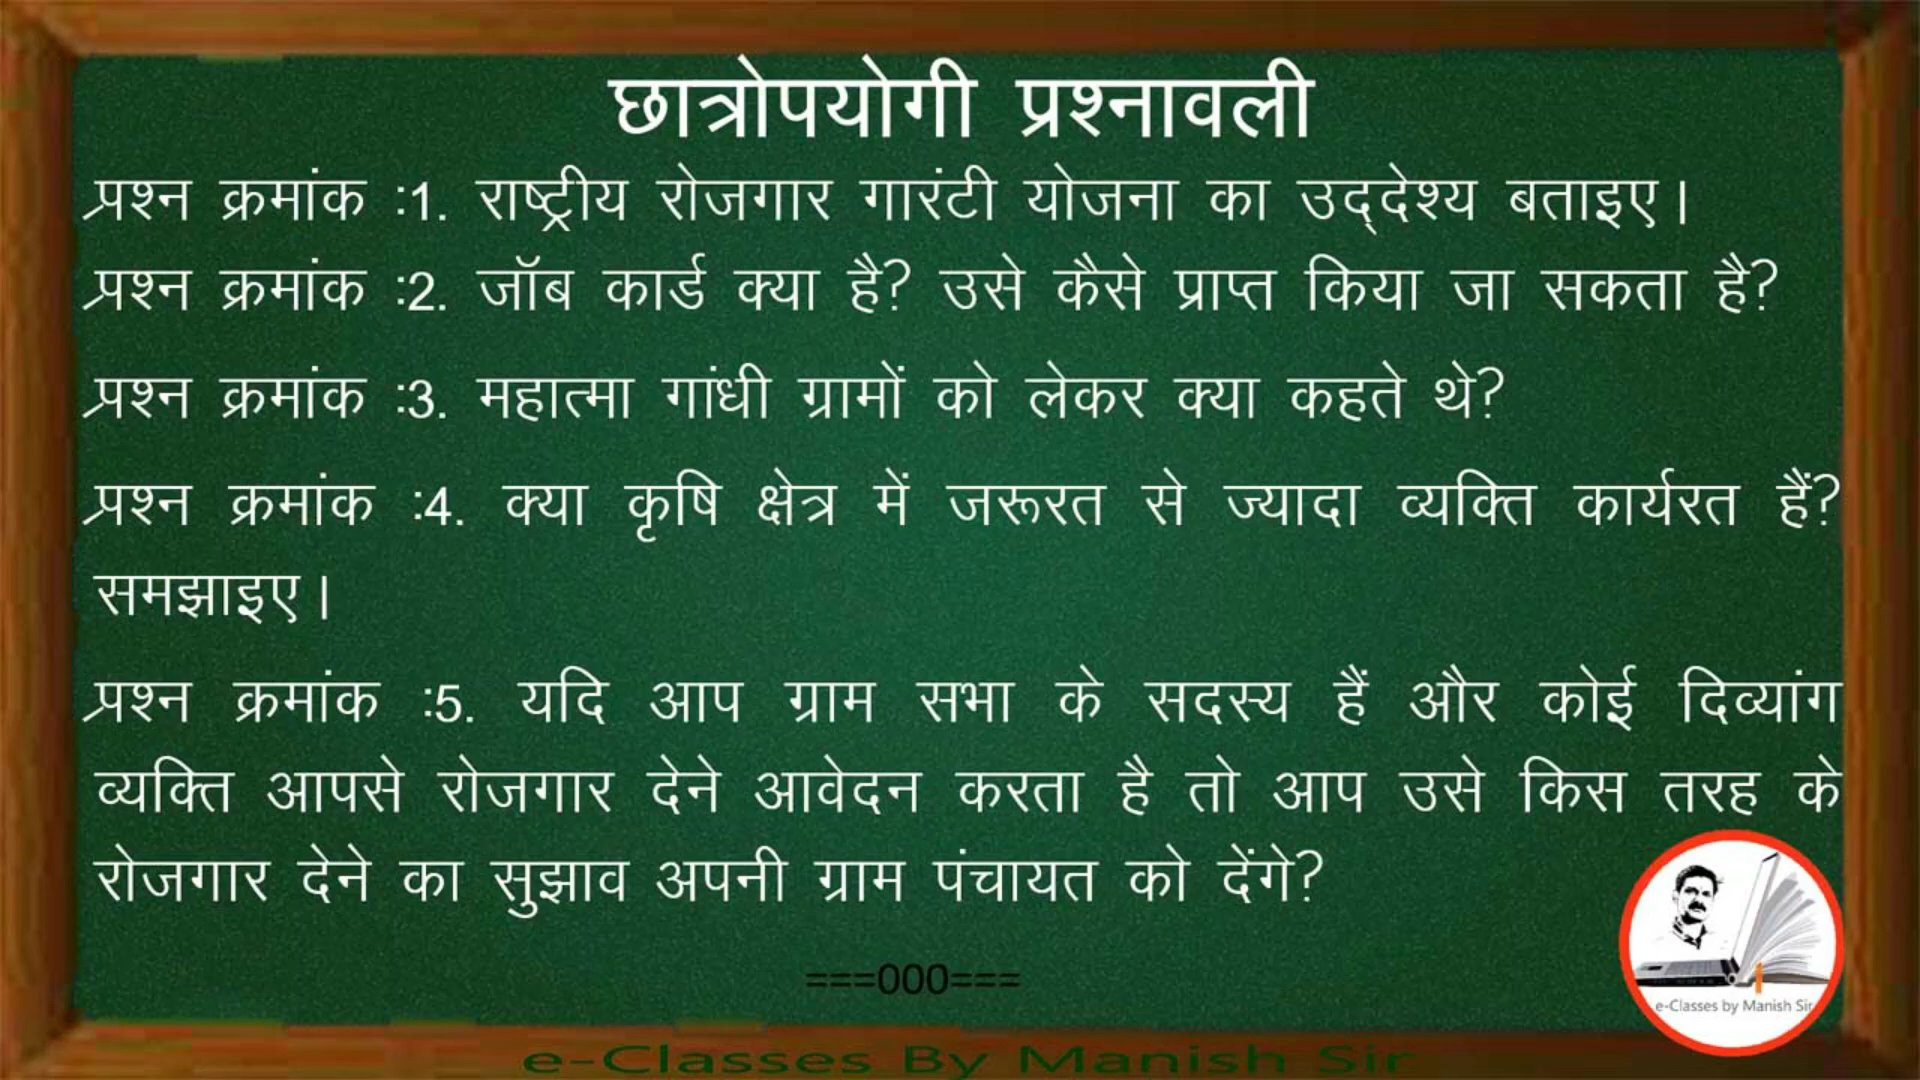 छात्रोपयोगी प्रश्नावली
प्रश्न क्रमांक :1. राष्ट्रीय रोजगार गारंटी योजना का उद्देश्य बताइए।
प्रश्न क्रमांक :2. जॉब कार्ड क्या है? उसे कैसे प्राप्त किया जा सकता है?
प्रश्न क्रमांक :3. महात्मा गांधी ग्रामों को लेकर क्या कहते थे?
प्रश्न क्रमांक :4. क्या कृषि क्षेत्र में जरूरत से ज्यादा व्यक्ति कार्यरत हैं?
समझाइए।
प्रश्न क्रमांक :5. यदि आप ग्राम सभा के सदस्य हैं और कोई दिव्यांग
व्यक्ति आपसे रोजगार देने आवेदन करता है तो आप उसे किस तरह के
रोजगार देने का सुझाव अपनी ग्राम पंचायत को देंगे?
===000===
e-Classes by Manish Sir
e-Classes By Manish Sir